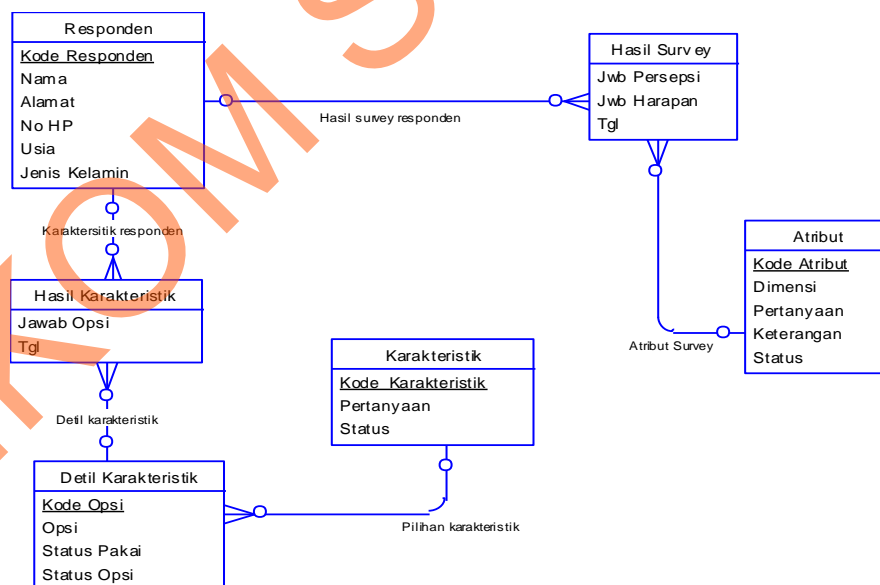 Responden
Kode Responden
Nama
Alamat
No HP
Usia
Jenis Kelamin
Hasil Survey
Jwb Persepsi
Jwb Harapan
Tgl
Hasil survey responden
Karaktersitik responden
Atribut
Kode Atribut
Dimensi
Pertanyaan
Keterangan
Status
Atribut Survey
Hasil Karakteristik
Jawab Opsi
Tgl
Karakteristik
Kode Karakteristik
Pertanyaan
Status
Detil karakteristik
Detil Karakteristik
Kode Opsi
Opsi
Status Pakai
Status Opsi
Pilihan karakteristik
KOM S